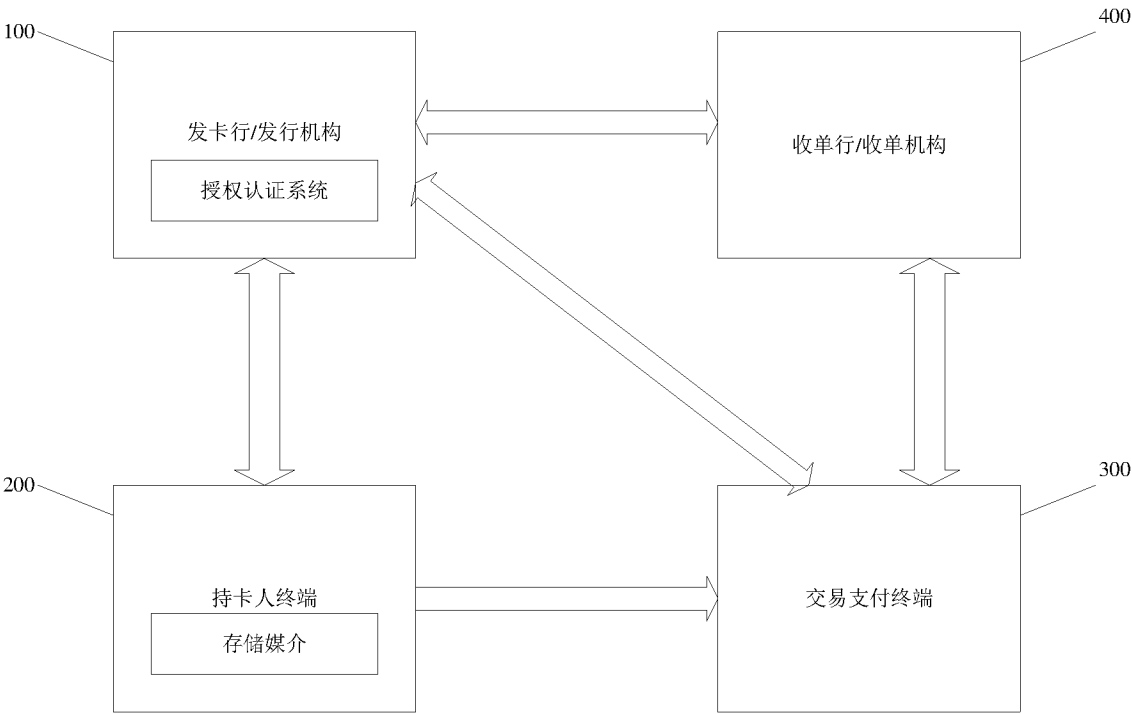 100
400
发卡行/发行机构
收单行/收单机构
授权认证系统
200
300
持卡人终端
交易支付终端
存储媒介